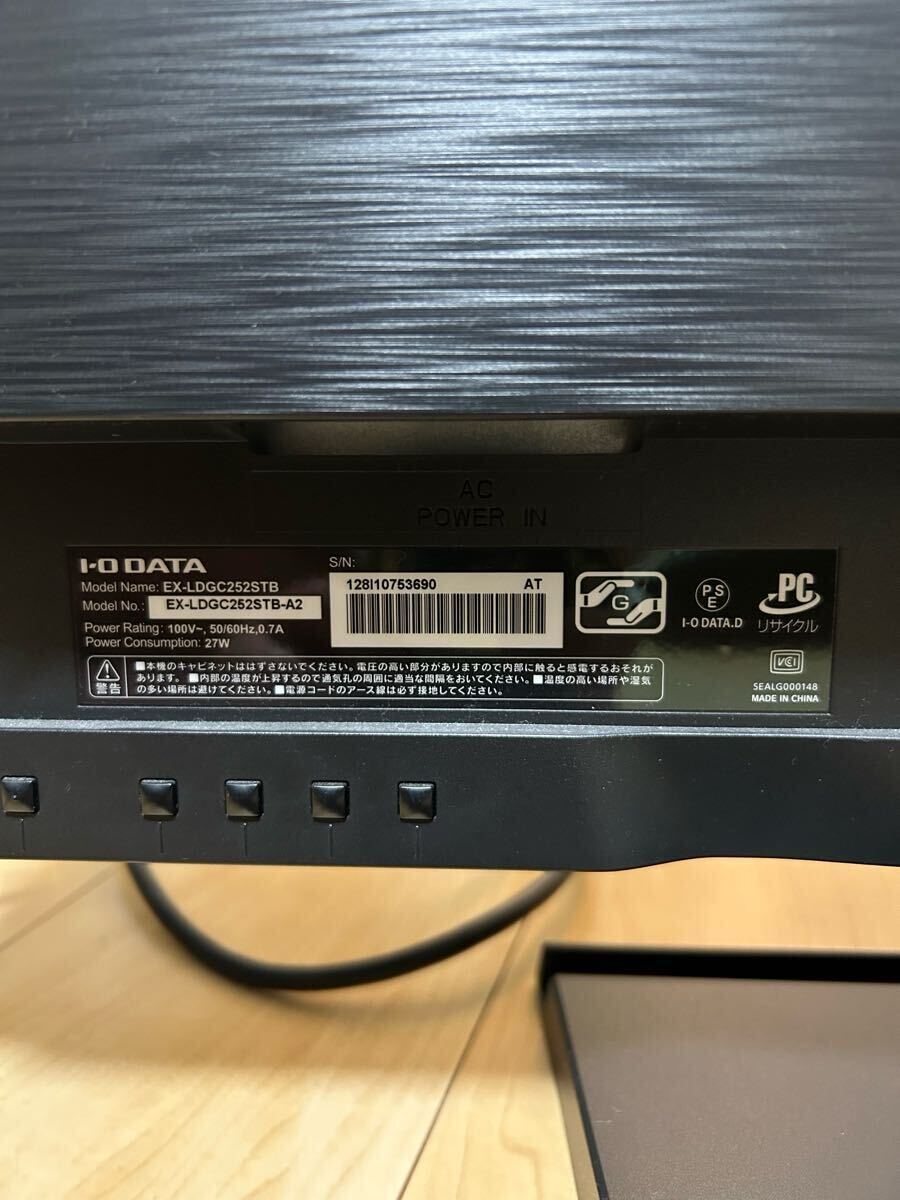 AC
POWER IN
I-O DATA
Model Name: EX-LDGC252STB
Model No.: EX-LDGC252STB-A2
Power Rating: 100V~, 50/60Hz,0.7A
Power Consumption: 27W
S/N:
128I10753690 AT
G
PS
E
I-O DATA.D
PC
リサイクル
VCI
SEALG000148
MADE IN CHINA
警告
■本機のキャビネットははずさないでください。電圧の高い部分がありますので内部に触ると感電するおそれが
あります。■内部の温度が上昇するので通気孔の周囲に適当な間隔をおいてください。■温度の高い場所や湿気
の多い場所は避けてください。■電源コードのアース線は必ず接地してください。